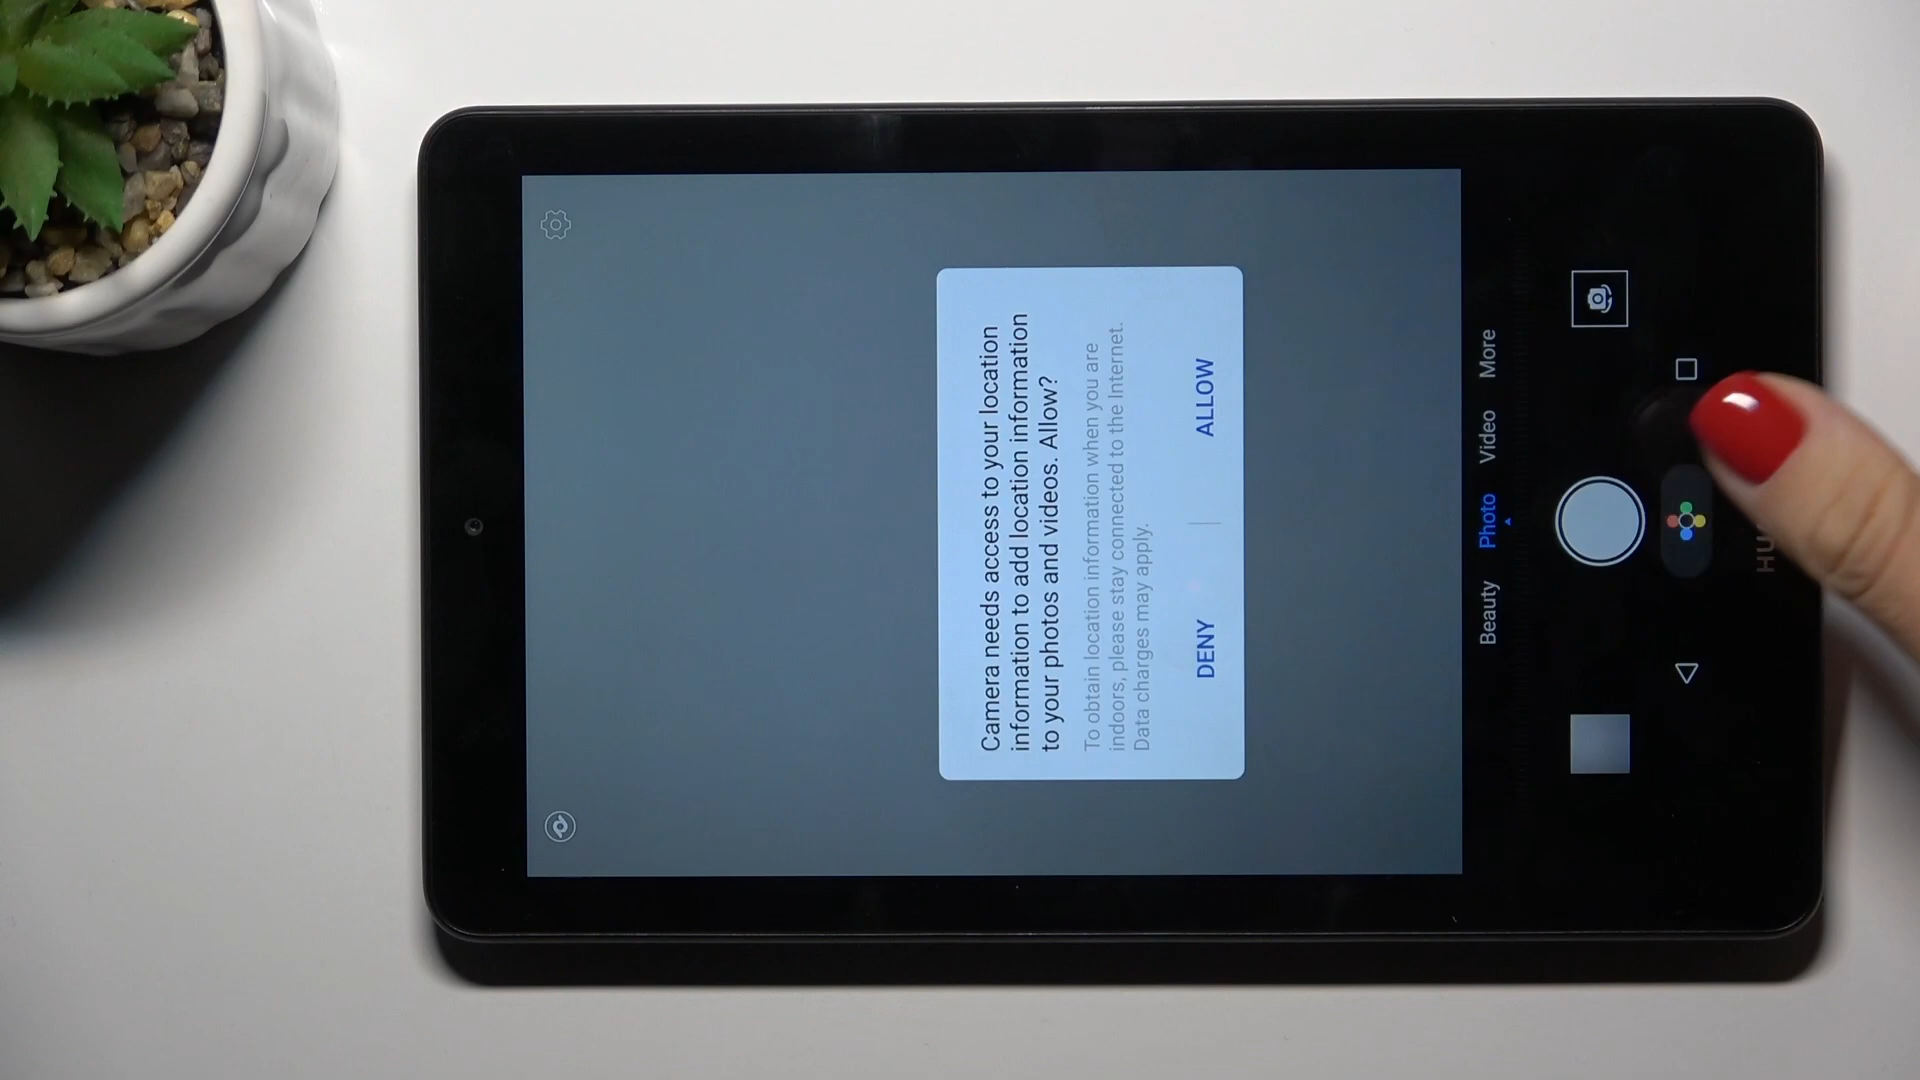 Camera needs access to your location
information to add location information
to your photos and videos. Allow?
To obtain location information when you are
indoors, please stay connected to the Internet.
Data charges may apply.
DENY
ALLOW
Beauty
Photo
Video
More